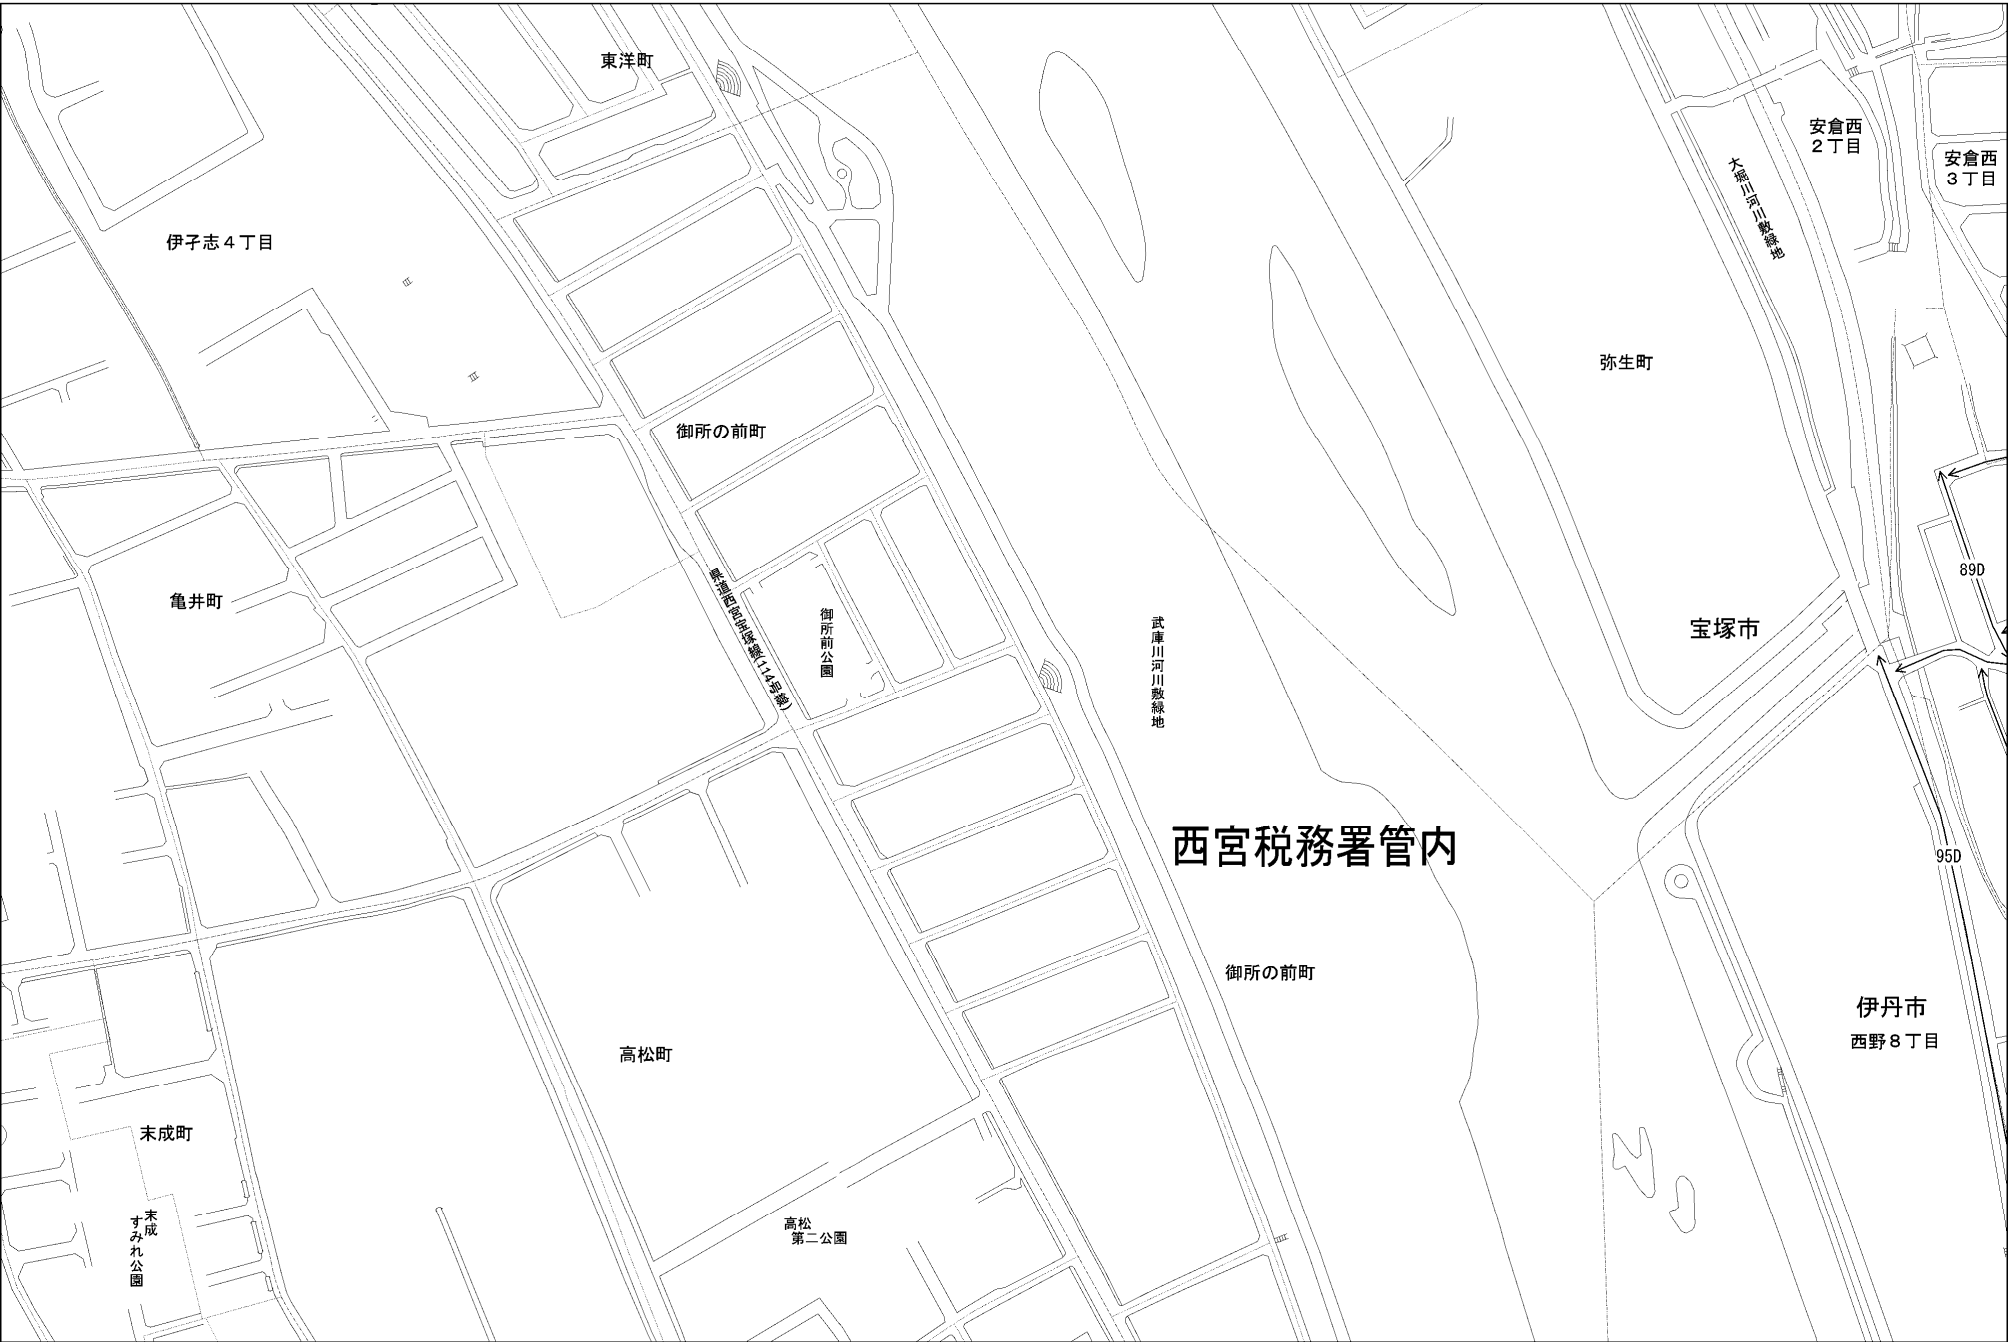 東洋町
安倉西
2丁目
安倉西
3丁目
大堀川河川敷緑地
伊孑志4丁目
弥生町
御所の前町
89D
県道西宮宝塚線(114号線)
亀井町
御所前公園
武庫川河川敷緑地
宝塚市
西宮税務署管内
95D
御所の前町
伊丹市
西野8丁目
高松町
末成町
末成
すみれ公園
高松
第二公園